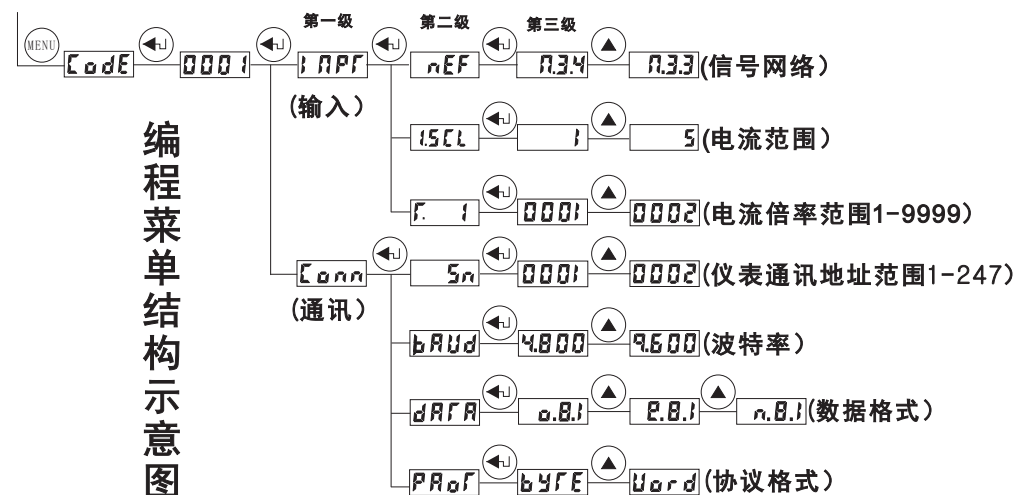 第一级 第二级 第三级
MENU CodE 0001 INPT nEF N.3.4 N.3.3 (信号网络)
(输入)
I.SCL 1 5 (电流范围)
T. 1 0001 0002 (电流倍率范围1-9999)
Conn Sn 0001 0002 (仪表通讯地址范围1-247)
(通讯)
bAUd 4.800 9.600 (波特率)
dATA o.8.1 E.8.1 n.8.1 (数据格式)
PRoT bYTE Word (协议格式)
编程菜单结构示意图